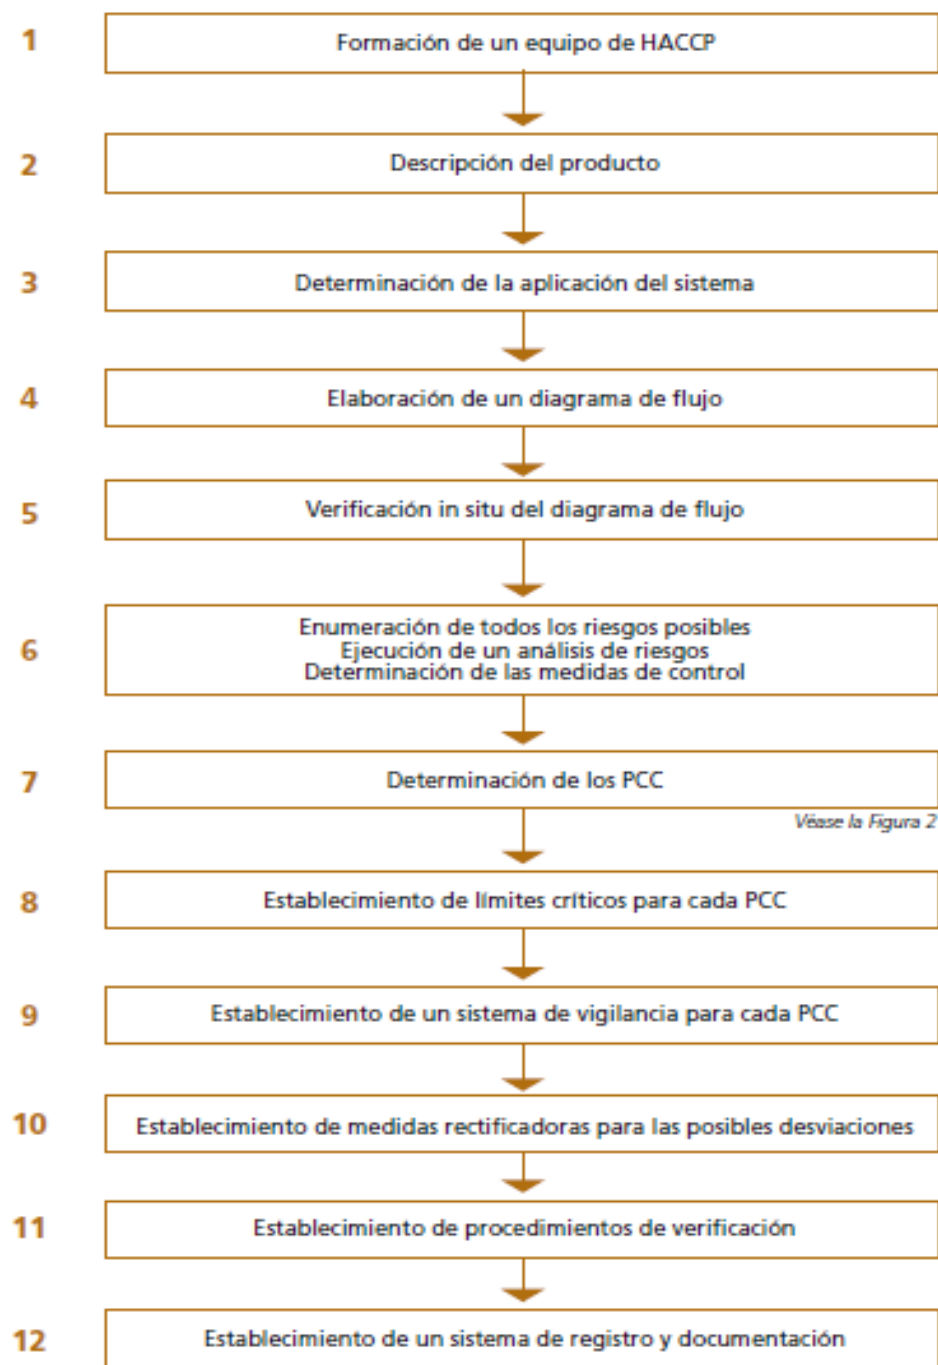 1
Formación de un equipo de HACCP
2
Descripción del producto
3
Determinación de la aplicación del sistema
4
Elaboración de un diagrama de flujo
5
Verificación in situ del diagrama de flujo
6
Enumeración de todos los riesgos posibles
Ejecución de un análisis de riesgos
Determinación de las medidas de control
7
Determinación de los PCC
Véase la Figura 2
8
Establecimiento de límites críticos para cada PCC
9
Establecimiento de un sistema de vigilancia para cada PCC
10
Establecimiento de medidas rectificadoras para las posibles desviaciones
11
Establecimiento de procedimientos de verificación
12
Establecimiento de un sistema de registro y documentación